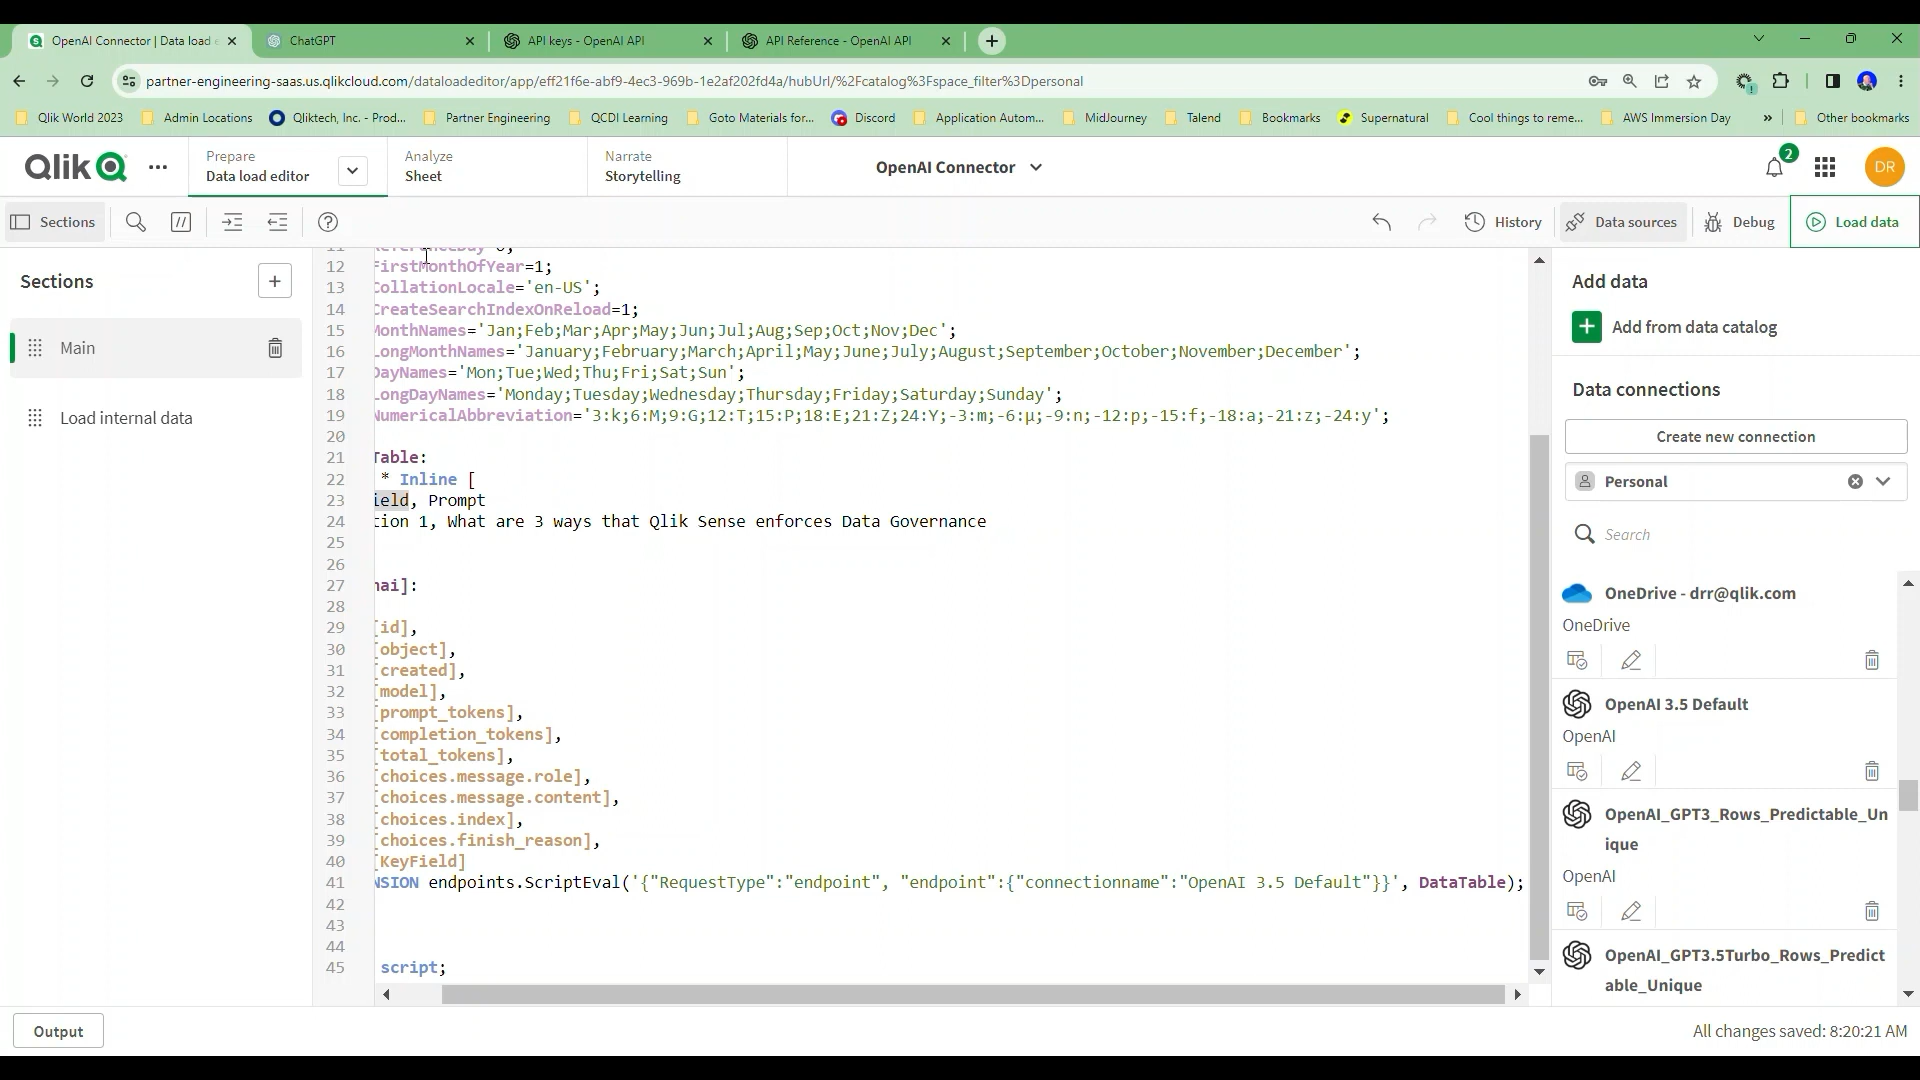 OpenAI Connector | Data load e
ChatGPT
API keys - OpenAI API
API Reference - OpenAI API
partner-engineering-saas.us.qlikcloud.com/dataloadeditor/app/eff21f6e-abf9-4ec3-969b-1e2af202fd4a/hubUrl/%2Fcatalog%3Fspace_filter%3Dpersonal
Qlik World 2023
Admin Locations
Qliktech, Inc. - Prod...
Partner Engineering
QCDI Learning
Goto Materials for...
Discord
Application Autom...
MidJourney
Talend
Bookmarks
Supernatural
Cool things to reme...
AWS Immersion Day
»
Other bookmarks
Qlik
Prepare
Data load editor
Analyze
Sheet
Narrate
Storytelling
OpenAI Connector
2
DR
Sections
History
Data sources
Debug
Load data
Sections
Main
Load internal data
12 FirstMonthOfYear=1;
13 CollationLocale='en-US';
14 CreateSearchIndexOnReload=1;
15 MonthNames='Jan;Feb;Mar;Apr;May;Jun;Jul;Aug;Sep;Oct;Nov;Dec';
16 LongMonthNames='January;February;March;April;May;June;July;August;September;October;November;December';
17 DayNames='Mon;Tue;Wed;Thu;Fri;Sat;Sun';
18 LongDayNames='Monday;Tuesday;Wednesday;Thursday;Friday;Saturday;Sunday';
19 NumericalAbbreviation='3:k;6:M;9:G;12:T;15:P;18:E;21:Z;24:Y;-3:m;-6:μ;-9:n;-12:p;-15:f;-18:a;-21:z;-24:y';
20
21 Table:
22 * Inline [
23 ield, Prompt
24 tion 1, What are 3 ways that Qlik Sense enforces Data Governance
25
26
27 nai]:
28
29 [id],
30 [object],
31 [created],
32 [model],
33 [prompt_tokens],
34 [completion_tokens],
35 [total_tokens],
36 [choices.message.role],
37 [choices.message.content],
38 [choices.index],
39 [choices.finish_reason],
40 [KeyField]
41 NSION endpoints.ScriptEval('{"RequestType":"endpoint", "endpoint":{"connectionname":"OpenAI 3.5 Default"}}', DataTable);
42
43
44
45 script;
Add data
Add from data catalog
Data connections
Create new connection
Personal
Search
OneDrive - drr@qlik.com
OneDrive
OpenAI 3.5 Default
OpenAI
OpenAI_GPT3_Rows_Predictable_Un
ique
OpenAI
OpenAI_GPT3.5Turbo_Rows_Predict
able_Unique
Output
All changes saved: 8:20:21 AM